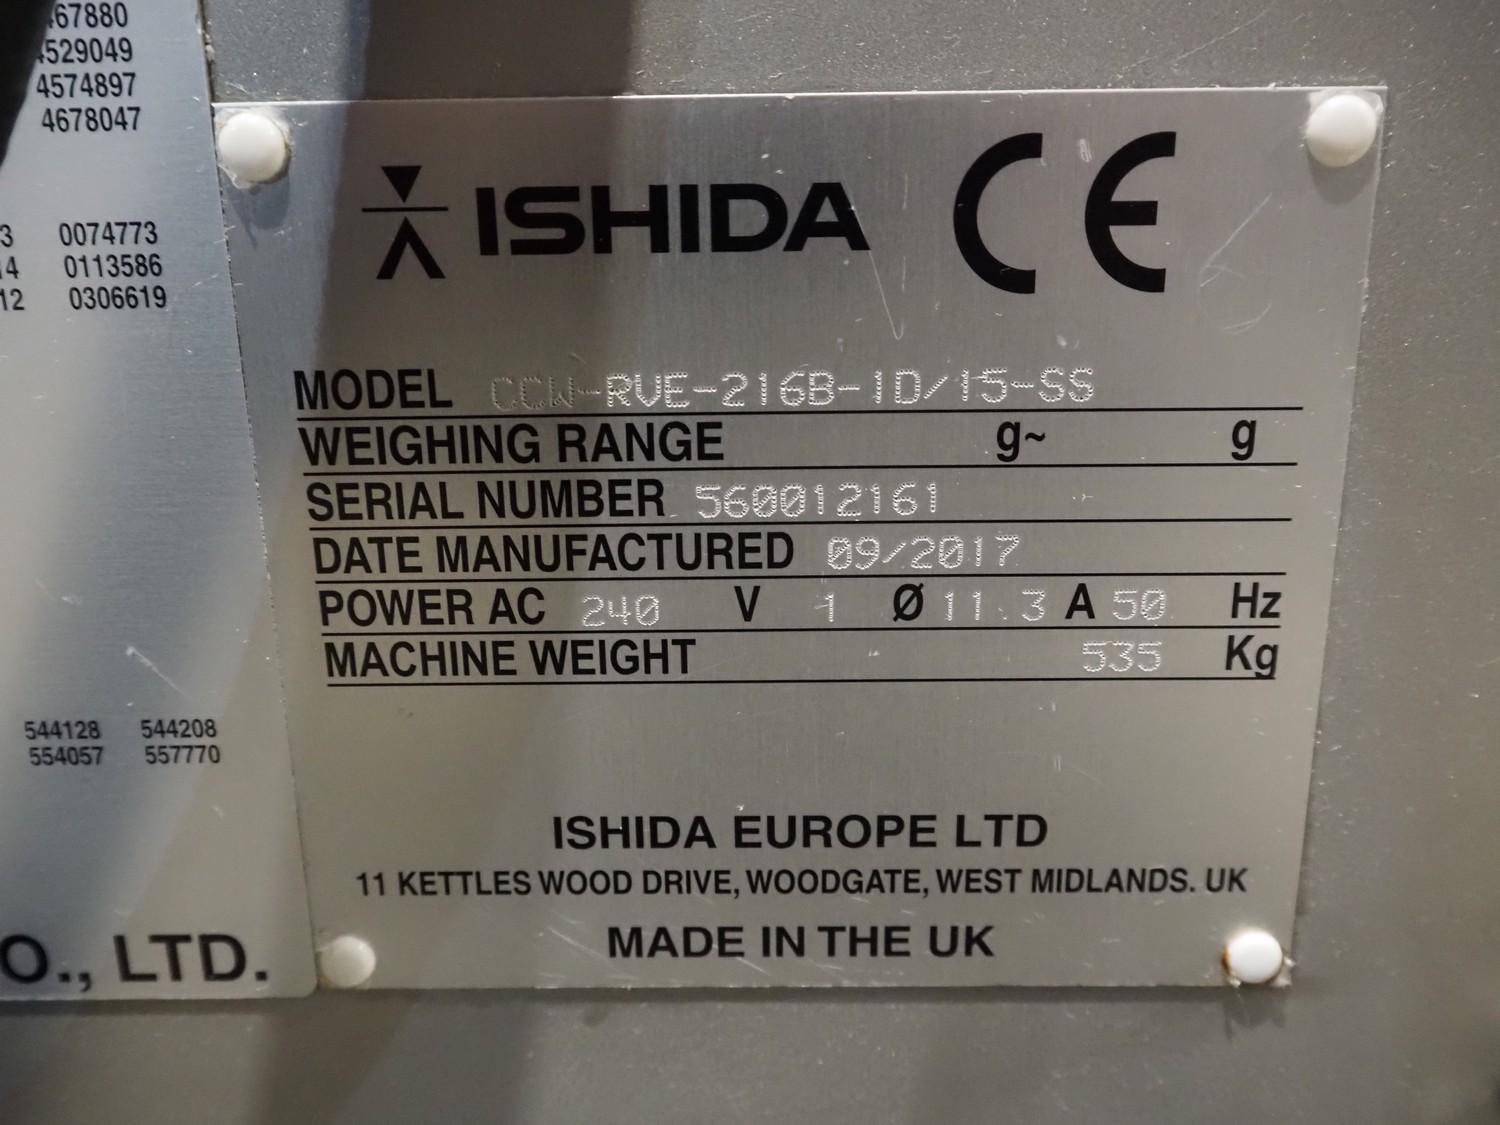 4529049
4574897
4678047
3 0074773
14 0113586
12 0306619
544128 544208
554057 557770
O., LTD.
ISHIDA CE
MODEL CCW-RVE-216B-1D/15-SS
WEIGHING RANGE g~ g
SERIAL NUMBER 560012161
DATE MANUFACTURED 09/2017
POWER AC 240 V 1 Ø 11.3 A 50 Hz
MACHINE WEIGHT 535 Kg
ISHIDA EUROPE LTD
11 KETTLES WOOD DRIVE, WOODGATE, WEST MIDLANDS. UK
MADE IN THE UK